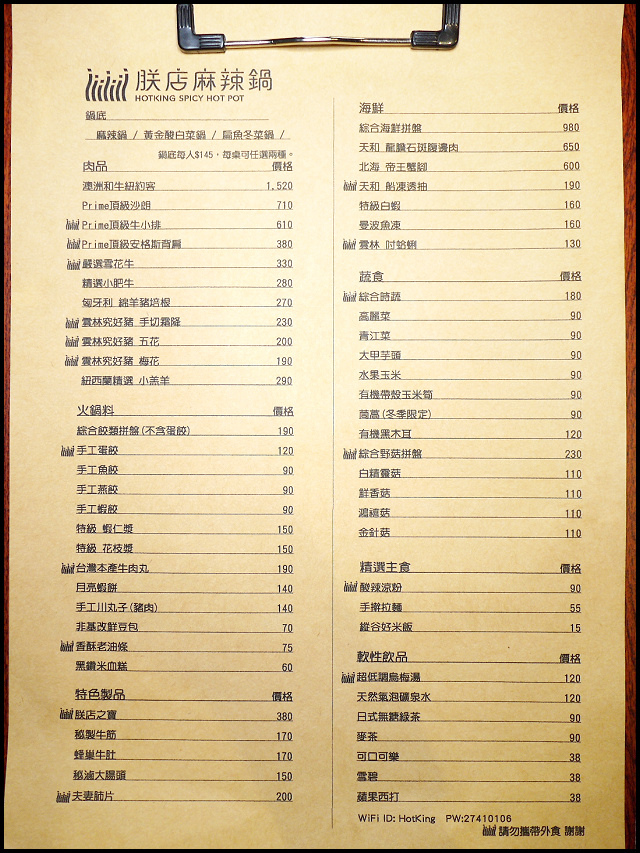 朕店麻辣鍋
HOTKING SPICY HOT POT
鍋底
麻辣鍋 / 黃金酸白菜鍋 / 扁魚冬菜鍋 /
鍋底每人$145，每桌可任選兩種。
肉品 價格
澳洲和牛紐約客 1,520
Prime頂級沙朗 710
Prime頂級牛小排 610
Prime頂級安格斯背肩 380
嚴選雪花牛 330
精選小肥牛 280
匈牙利 綿羊豬培根 270
雲林究好豬 手切霜降 230
雲林究好豬 五花 200
雲林究好豬 梅花 190
紐西蘭精選 小羔羊 290
火鍋料 價格
綜合餃類拼盤(不含蛋餃) 190
手工蛋餃 120
手工魚餃 90
手工燕餃 90
手工蝦餃 90
特級 蝦仁漿 150
特級 花枝漿 150
台灣本產牛肉丸 190
月亮蝦餅 140
手工川丸子(豬肉) 140
非基改鮮豆包 70
香酥老油條 75
黑鑽米血糕 60
特色製品 價格
朕店之寶 380
秘製牛筋 170
蜂巢牛肚 170
秘滷大腸頭 150
夫妻肺片 200
海鮮 價格
綜合海鮮拼盤 980
天和 龍膽石斑腹邊肉 650
北海 帝王蟹腳 600
天和 船凍透抽 190
特級白蝦 160
曼波魚凍 160
雲林 吐蛤蜊 130
蔬食 價格
綜合時蔬 180
高麗菜 90
青江菜 90
大甲芋頭 90
水果玉米 90
有機帶殼玉米筍 90
茼蒿(冬季限定) 90
有機黑木耳 120
綜合野菇拼盤 230
白精靈菇 110
鮮香菇 110
鴻禧菇 110
金針菇 110
精選主食 價格
酸辣涼粉 90
手擀拉麵 55
縱谷好米飯 15
軟性飲品 價格
超低調烏梅湯 120
天然氣泡礦泉水 120
日式無糖綠茶 90
麥茶 90
可口可樂 38
雪碧 38
蘋果西打 38
WiFi ID: HotKing PW:27410106
請勿攜帶外食 謝謝